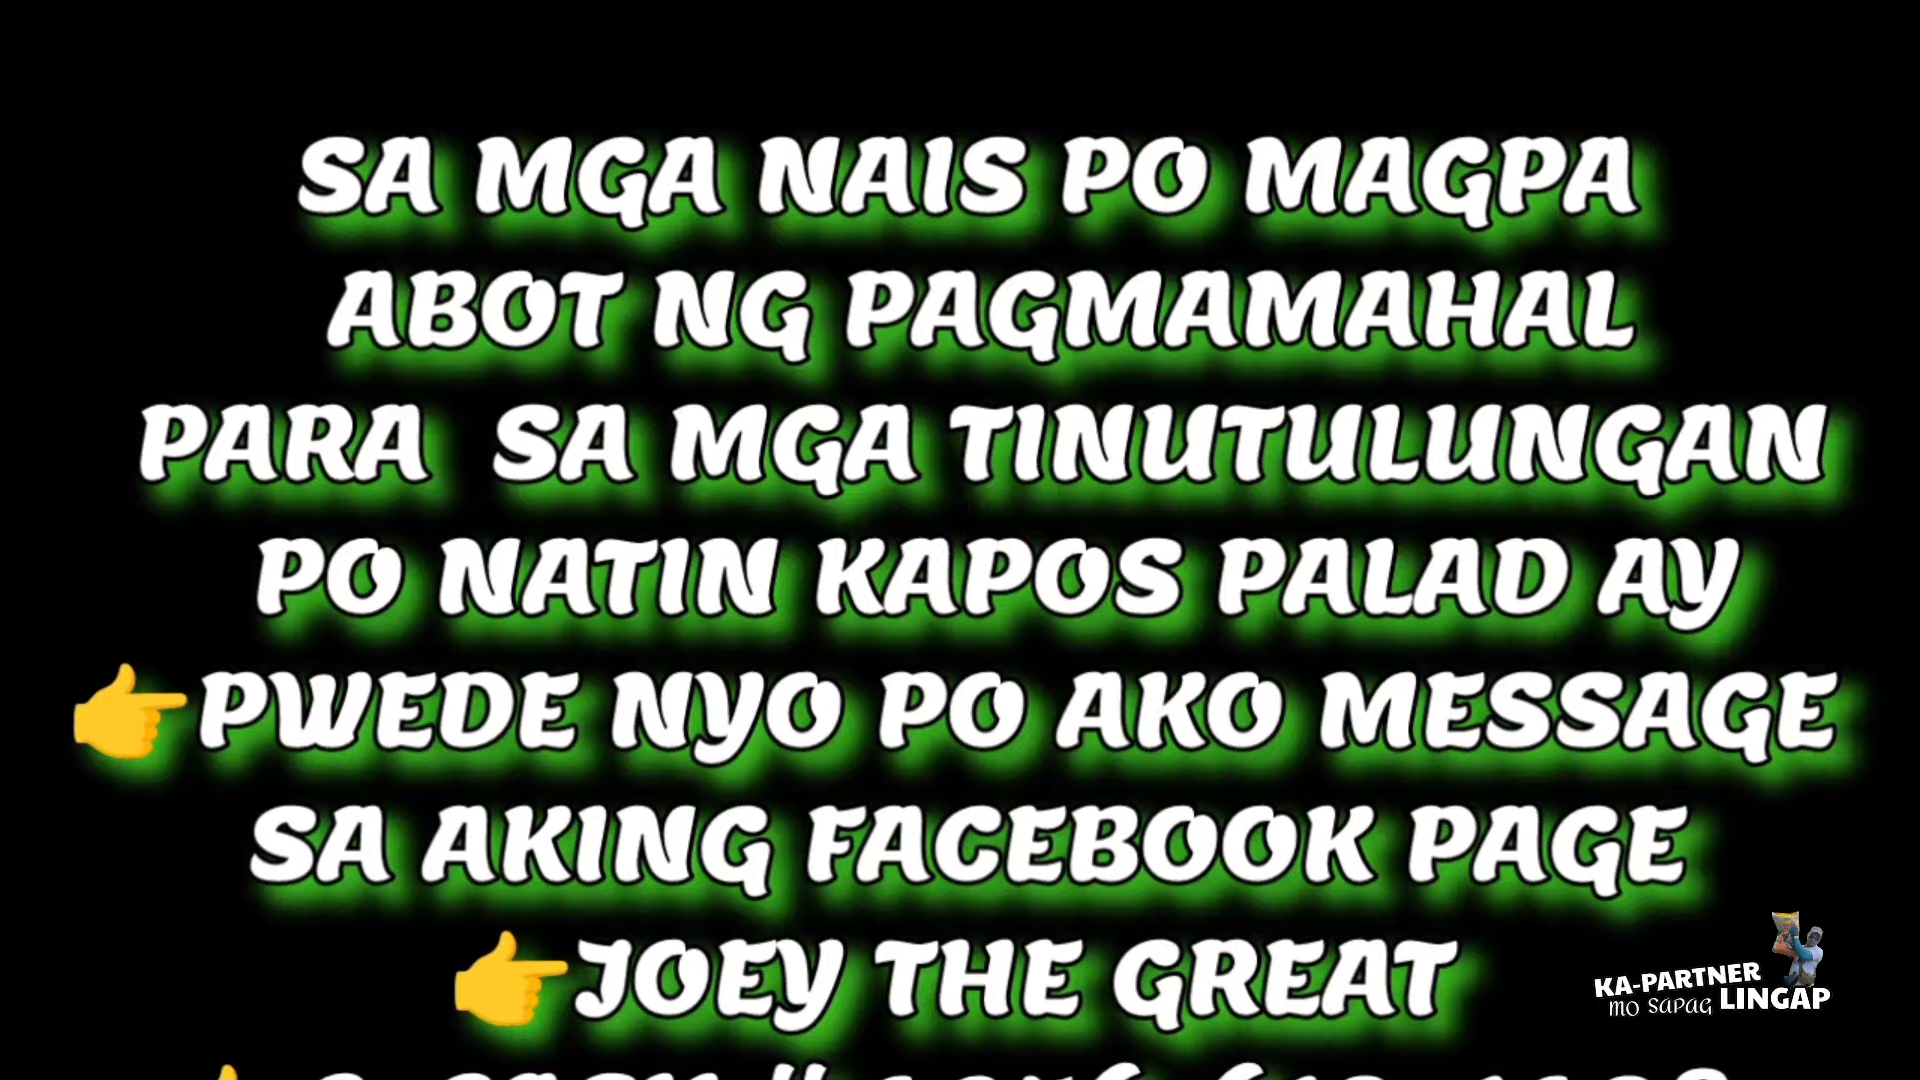 SA MGA NAIS PO MAGPA
ABOT NG PAGMAMAHAL
PARA SA MGA TINUTULUNGAN
PO NATIN KAPOS PALAD AY
👉PWEDE NYO PO AKO MESSAGE
SA AKING FACEBOOK PAGE
👉JOEY THE GREAT
KA-PARTNER
MO SAPAG LINGAP